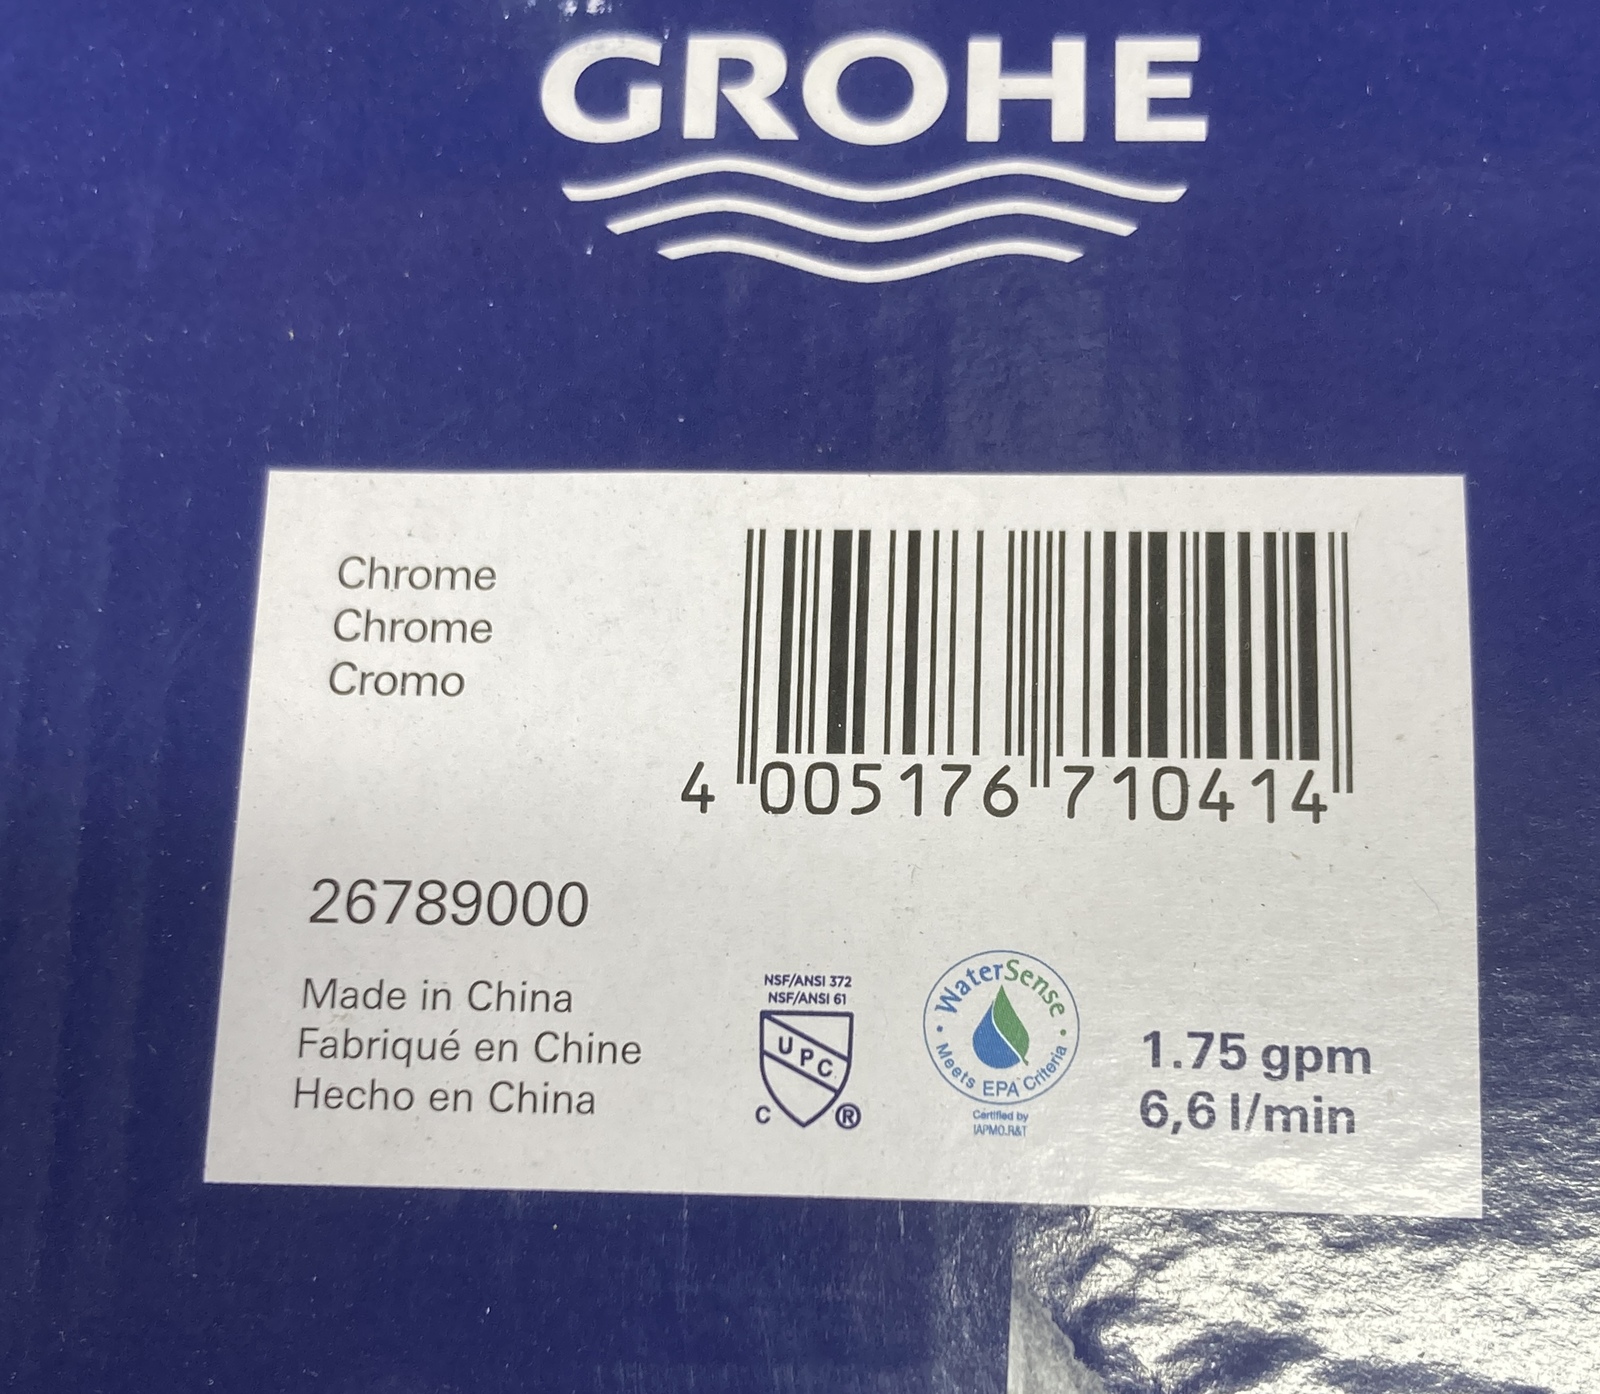 GROHE
Chrome
Chrome
Cromo
4 005176 710414
26789000
Made in China
Fabriqué en Chine
Hecho en China
NSF/ANSI 372
NSF/ANSI 61
UPC
C ®
WaterSense
Meets EPA Criteria
Certified by
IAPMO R&T
1.75 gpm
6,6 l/min